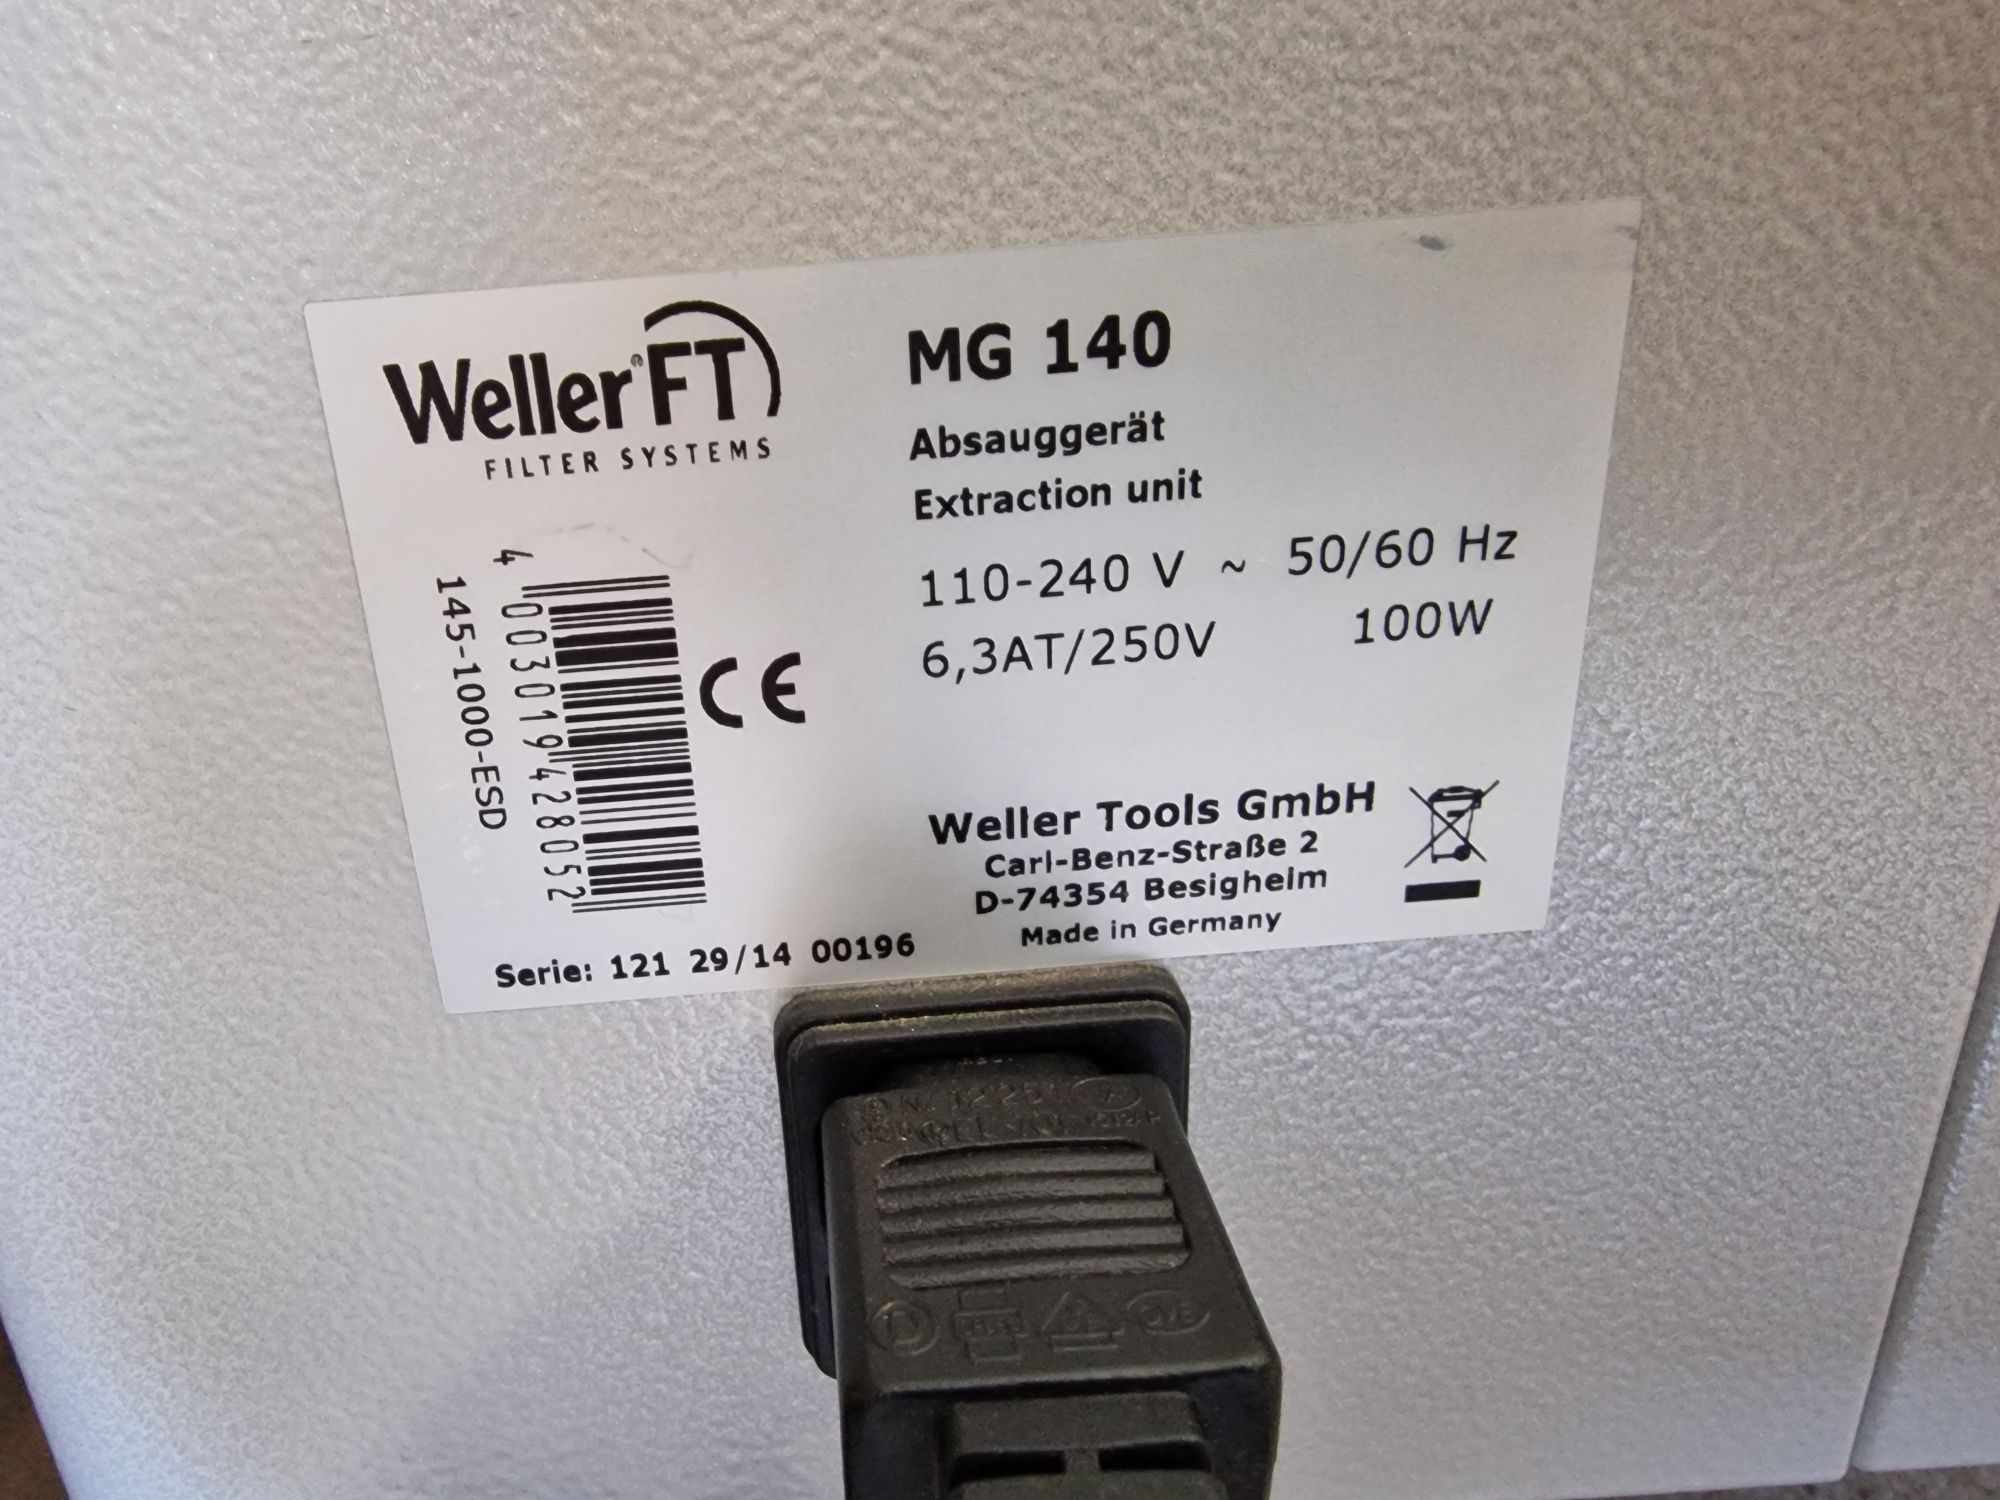 Weller® FT
FILTER SYSTEMS
MG 140
Absauggerät
Extraction unit
110-240 V ~ 50/60 Hz
6,3AT/250V 100W
4 003019 428052
145-1000-ESD
CE
Weller Tools GmbH
Carl-Benz-Straße 2
D-74354 Besigheim
Made in Germany
Serie: 121 29/14 00196